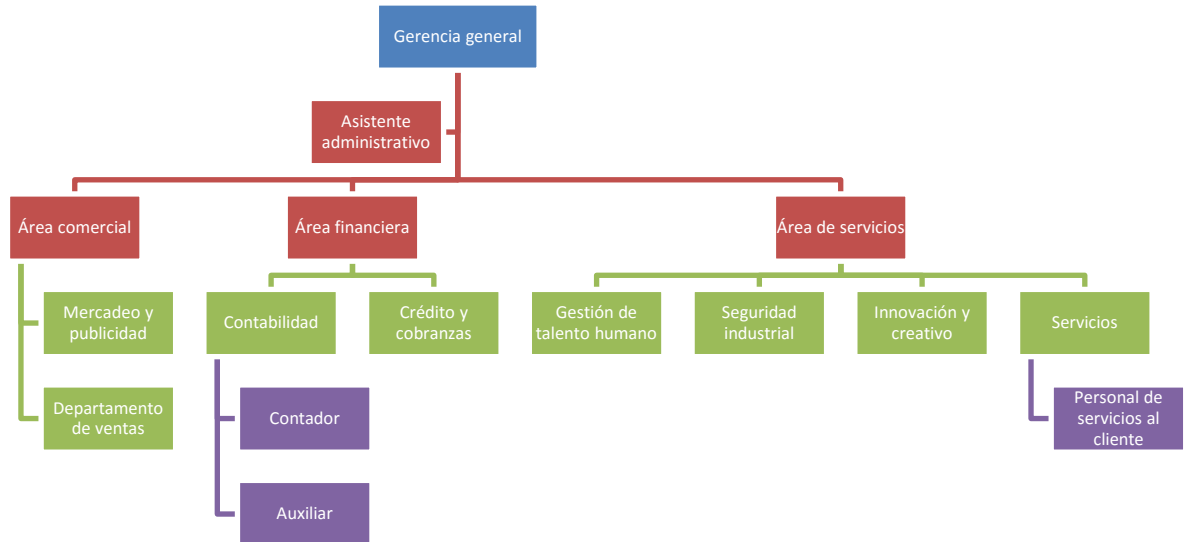 Gerencia general
Asistente
administrativo
Área comercial
Área financiera
Área de servicios
Mercadeo y
publicidad
Contabilidad
Crédito y
cobranzas
Gestión de
talento humano
Seguridad
industrial
Innovación y
creativo
Servicios
Departamento
de ventas
Contador
Personal de
servicios al
cliente
Auxiliar